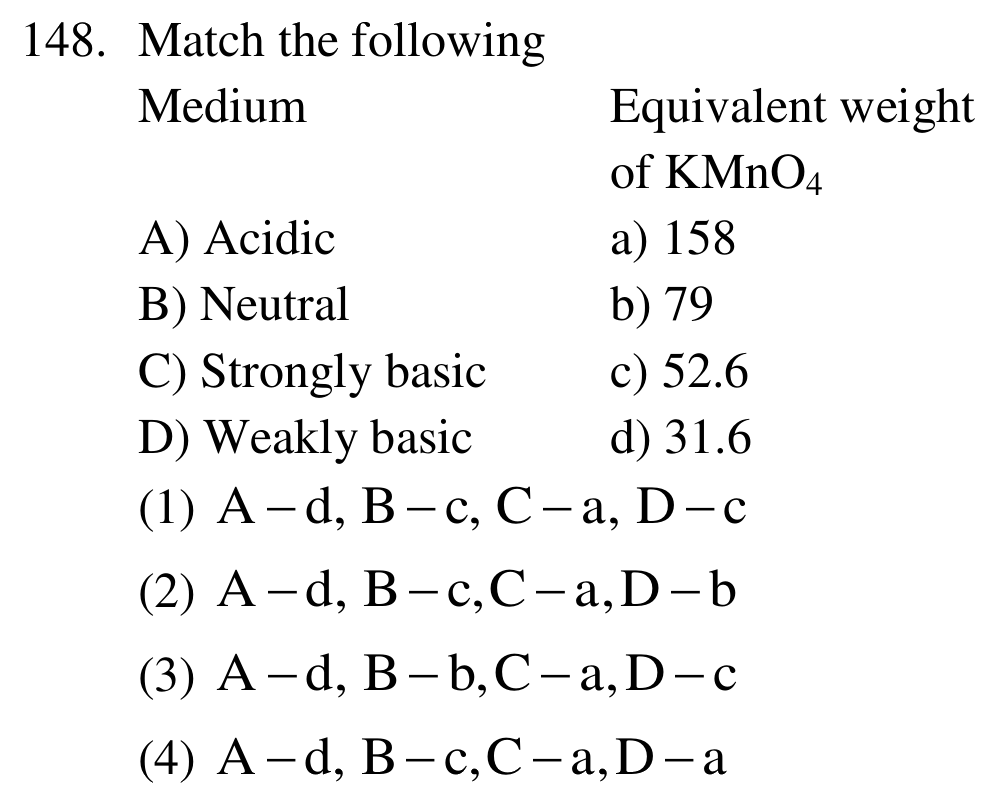 148. Match the following
Medium Equivalent weight
of KMnO₄
A) Acidic a) 158
B) Neutral b) 79
C) Strongly basic c) 52.6
D) Weakly basic d) 31.6
(1) A – d, B – c, C – a, D – c
(2) A – d, B – c, C – a, D – b
(3) A – d, B – b, C – a, D – c
(4) A – d, B – c, C – a, D – a